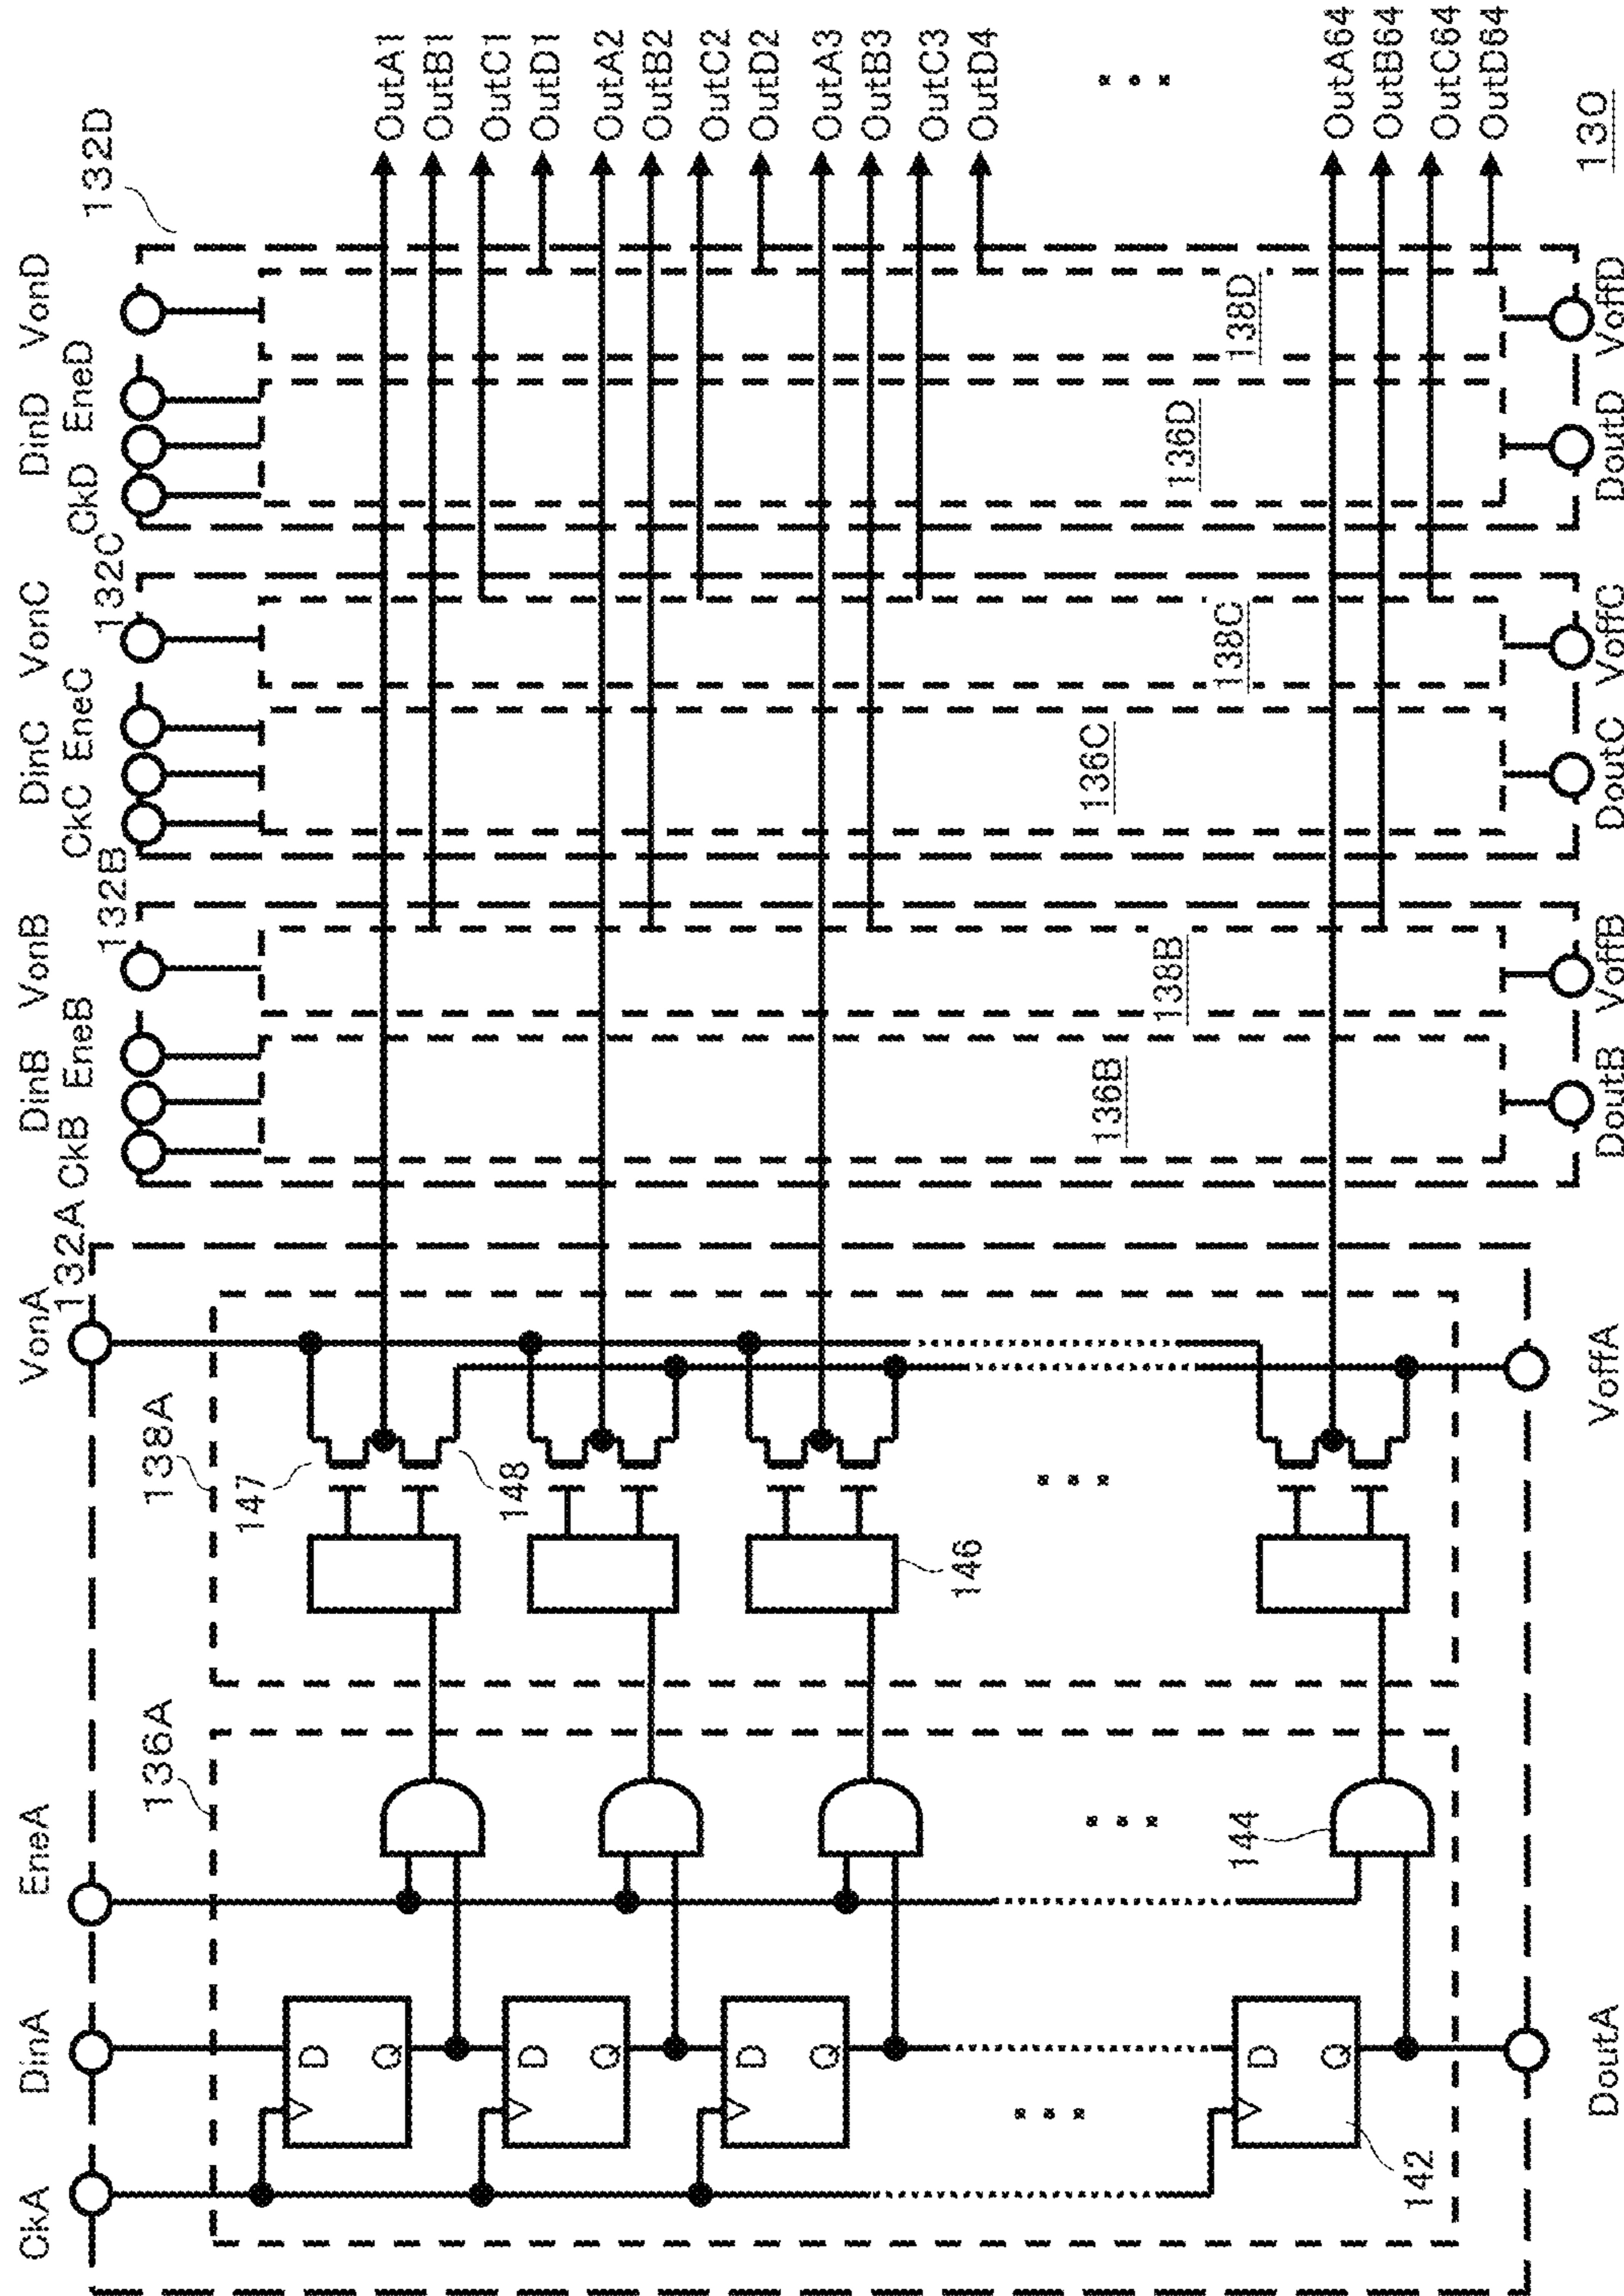 CkA
DinA
EneA
VonA
132A
CkB
DinB
EneB
VonB
132B
CkC
DinC
EneC
VonC
132C
CkD
DinD
EneD
VonD
132D
136A
138A
147
148
146
144
142
D
Q
D
Q
D
Q
D
Q
136B
138B
136C
138C
136D
138D
OutA1
OutB1
OutC1
OutD1
OutA2
OutB2
OutC2
OutD2
OutA3
OutB3
OutC3
OutD4
OutA64
OutB64
OutC64
OutD64
DoutA
VoffA
DoutB
VoffB
DoutC
VoffC
DoutD
VoffD
130